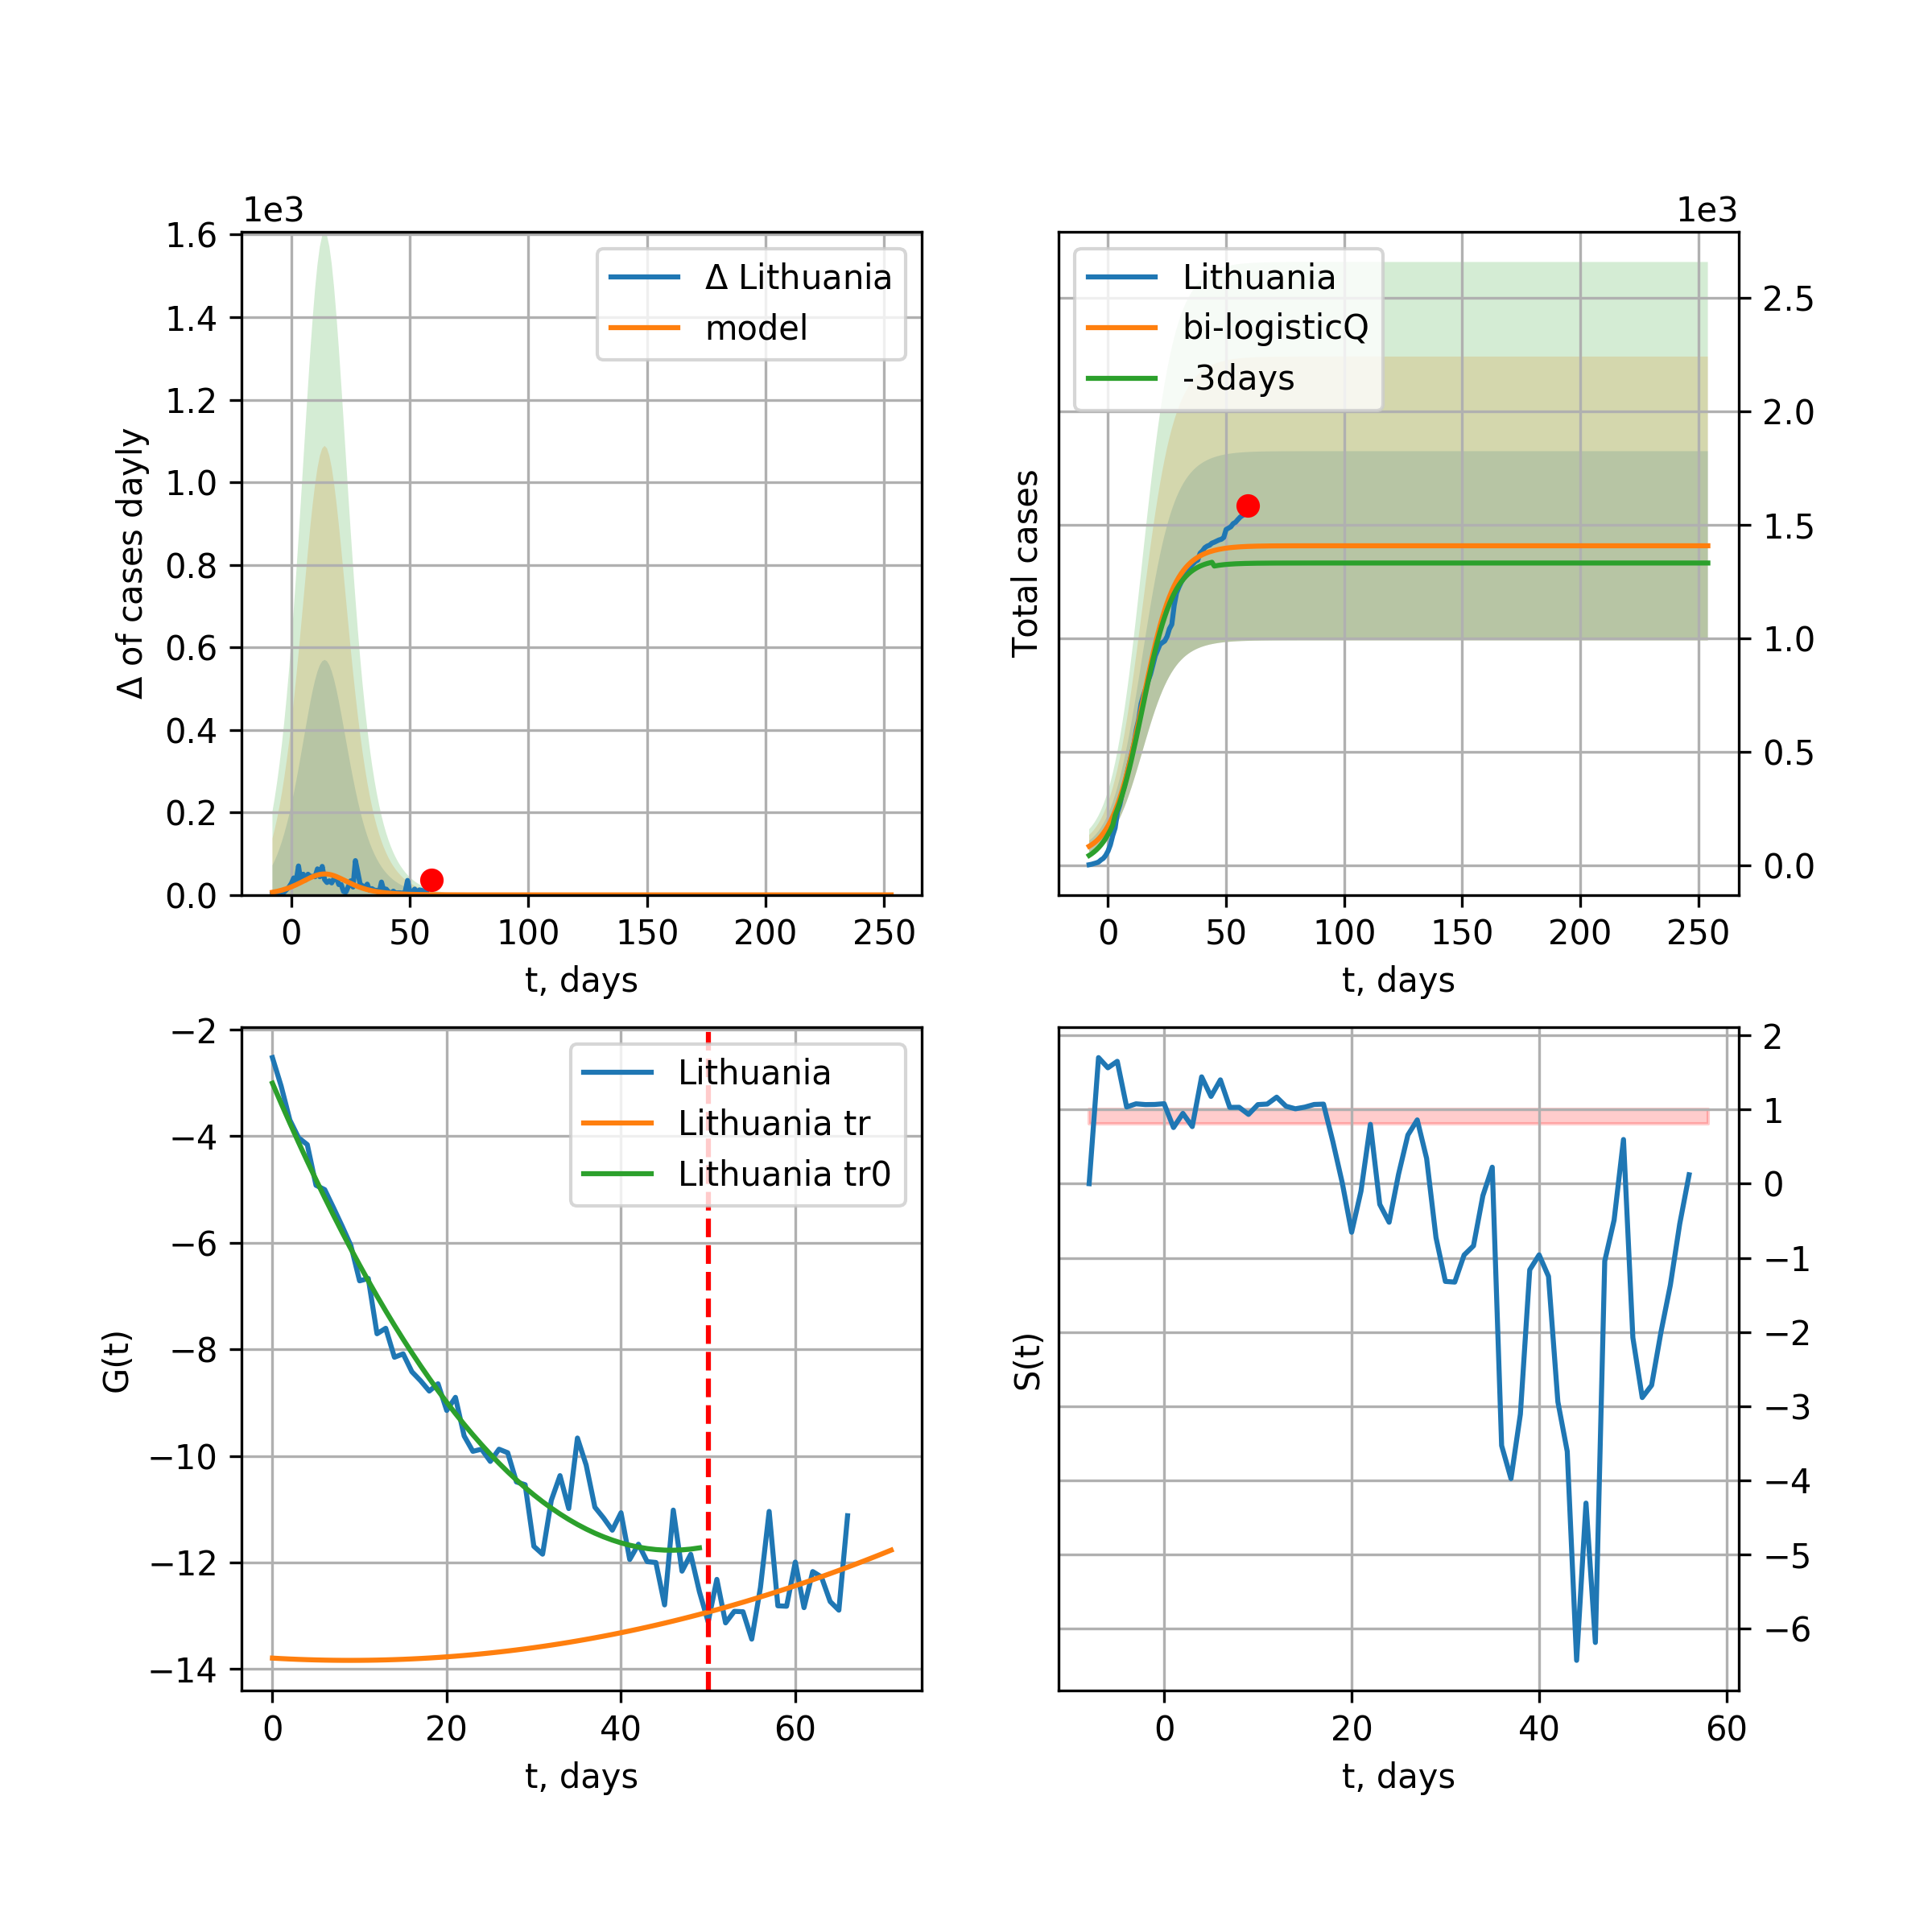 1e3
1.6
1.4
1.2
1.0
0.8
0.6
0.4
0.2
0.0
Δ of cases dayly
Δ Lithuania
model
0
50
100
150
200
250
t, days
1e3
Lithuania
bi-logisticQ
-3days
Total cases
2.5
2.0
1.5
1.0
0.5
0.0
0
50
100
150
200
250
t, days
−2
−4
−6
−8
−10
−12
−14
G(t)
Lithuania
Lithuania tr
Lithuania tr0
0
20
40
60
t, days
S(t)
2
1
0
−1
−2
−3
−4
−5
−6
0
20
40
60
t, days